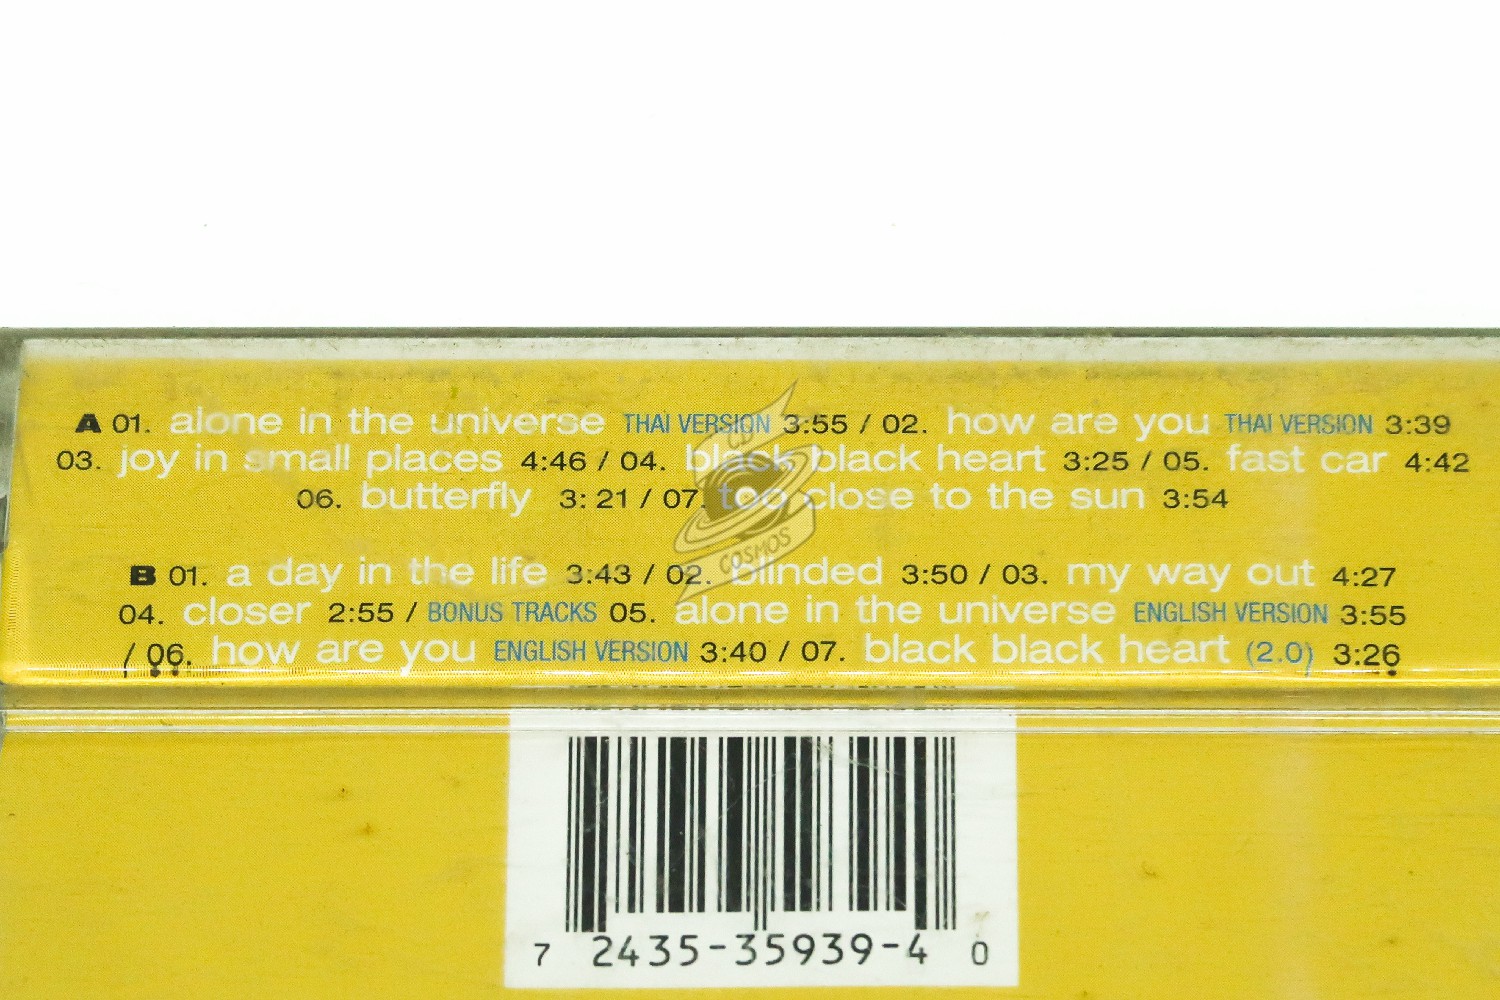 A 01. alone in the universe THAI VERSION 3:55 / 02. how are you THAI VERSION 3:39
03. joy in small places 4:46 / 04. black black heart 3:25 / 05. fast car 4:42
06. butterfly 3: 21 / 07. too close to the sun 3:54
B 01. a day in the life 3:43 / 02. blinded 3:50 / 03. my way out 4:27
04. closer 2:55 / BONUS TRACKS 05. alone in the universe ENGLISH VERSION 3:55
/ 06. how are you ENGLISH VERSION 3:40 / 07. black black heart (2.0) 3:26
CD
COSMOS
7 2435-35939-4 0